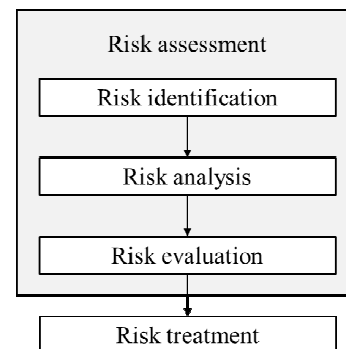 Risk assessment
Risk identification
Risk analysis
Risk evaluation
Risk treatment